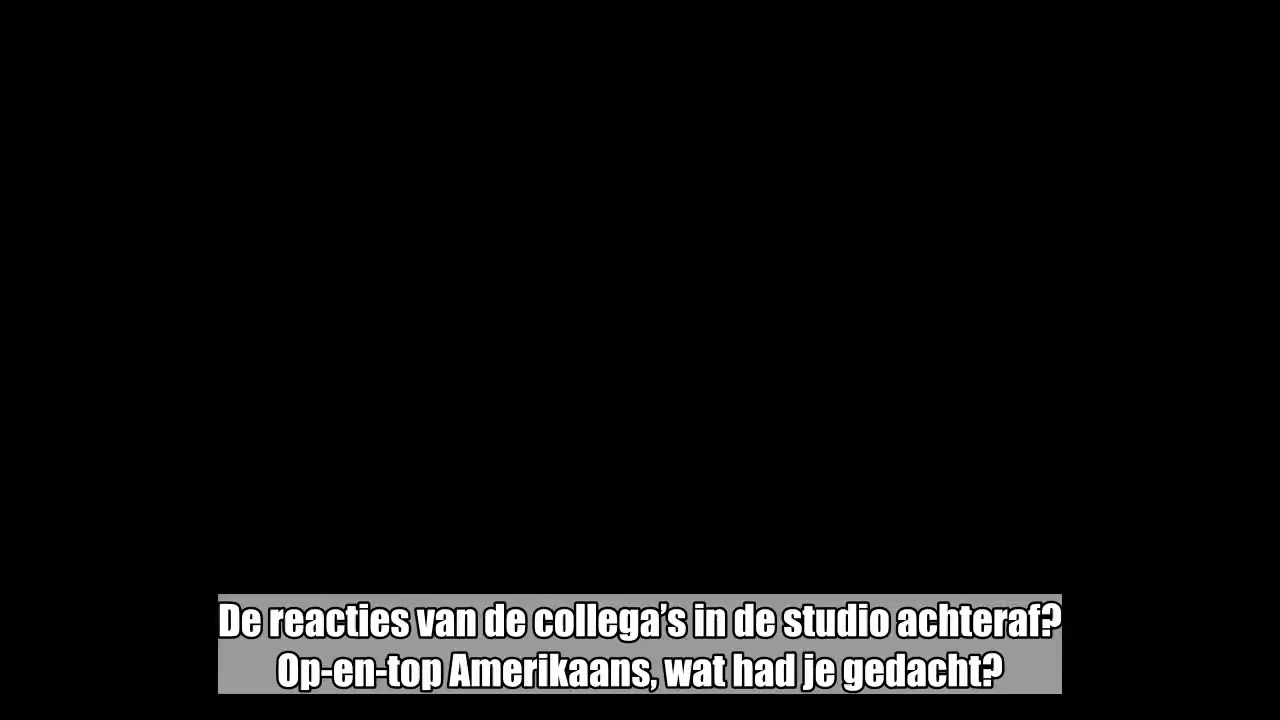 De reacties van de collega’s in de studio achteraf?
Op-en-top Amerikaans, wat had je gedacht?